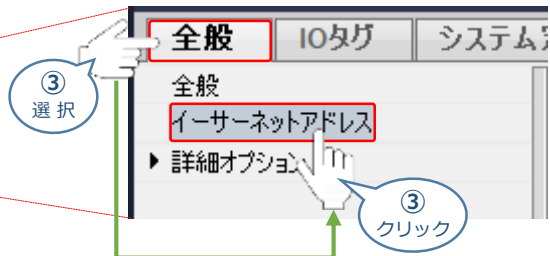 全般 IOタグ システム定
③
選 択
全般
イーサーネットアドレス
詳細オプション
③
クリック